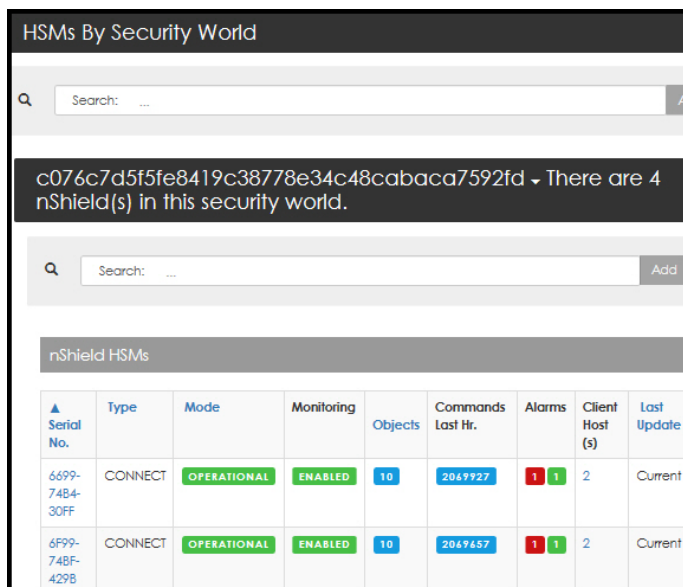 HSMs By Security World
Search: ...
c076c7d5f5fe8419c38778e34c48cabaca7592fd There are 4
nShield(s) in this security world.
Search: ... Add
nShield HSMs
▲ Serial No. Type Mode Monitoring Objects Commands Last Hr. Alarms Client Host (s) Last Update
6699-74B4-30FF CONNECT OPERATIONAL ENABLED 10 2069927 1 1 2 Current
6F99-74BF-429B CONNECT OPERATIONAL ENABLED 10 2069657 1 1 2 Current